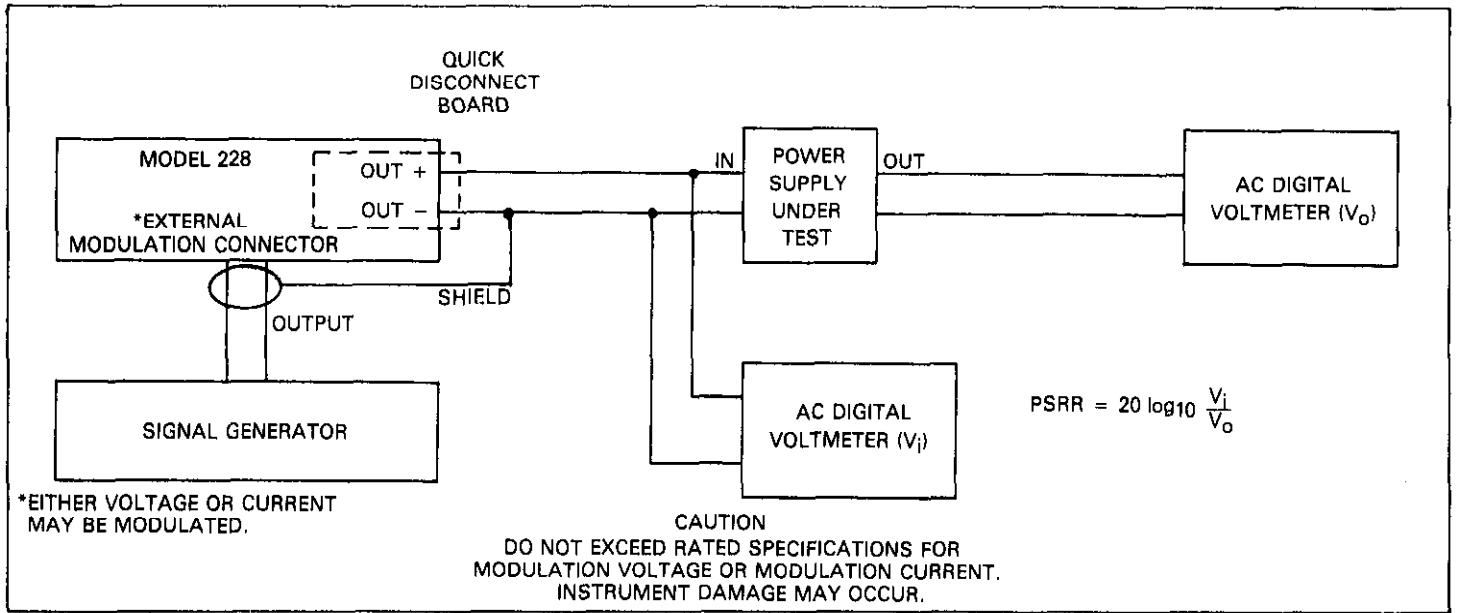 QUICK
DISCONNECT
BOARD
MODEL 228
OUT +
OUT −
*EXTERNAL
MODULATION CONNECTOR
IN
POWER
SUPPLY
UNDER
TEST
OUT
AC DIGITAL
VOLTMETER (Vo)
SHIELD
OUTPUT
SIGNAL GENERATOR
AC DIGITAL
VOLTMETER (Vi)
PSRR = 20 log10 Vi/Vo
*EITHER VOLTAGE OR CURRENT
MAY BE MODULATED.
CAUTION
DO NOT EXCEED RATED SPECIFICATIONS FOR
MODULATION VOLTAGE OR MODULATION CURRENT.
INSTRUMENT DAMAGE MAY OCCUR.